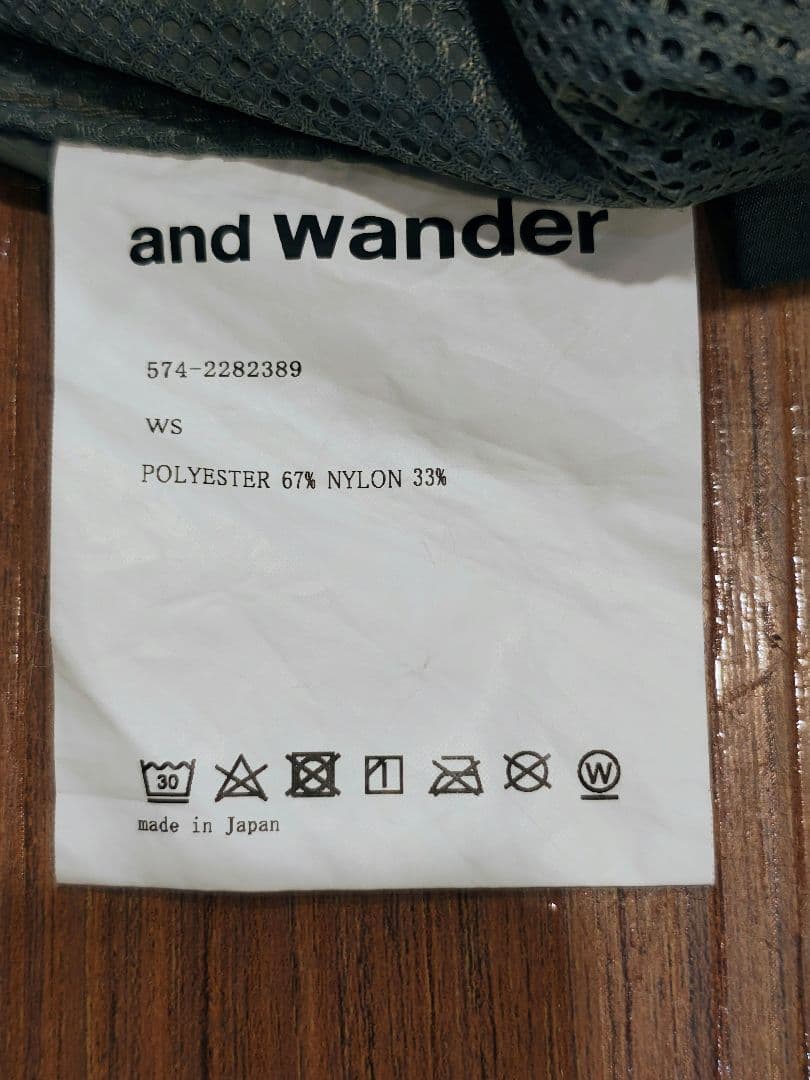 and wander
574-2282389
WS
POLYESTER 67% NYLON 33%
30 W
made in Japan